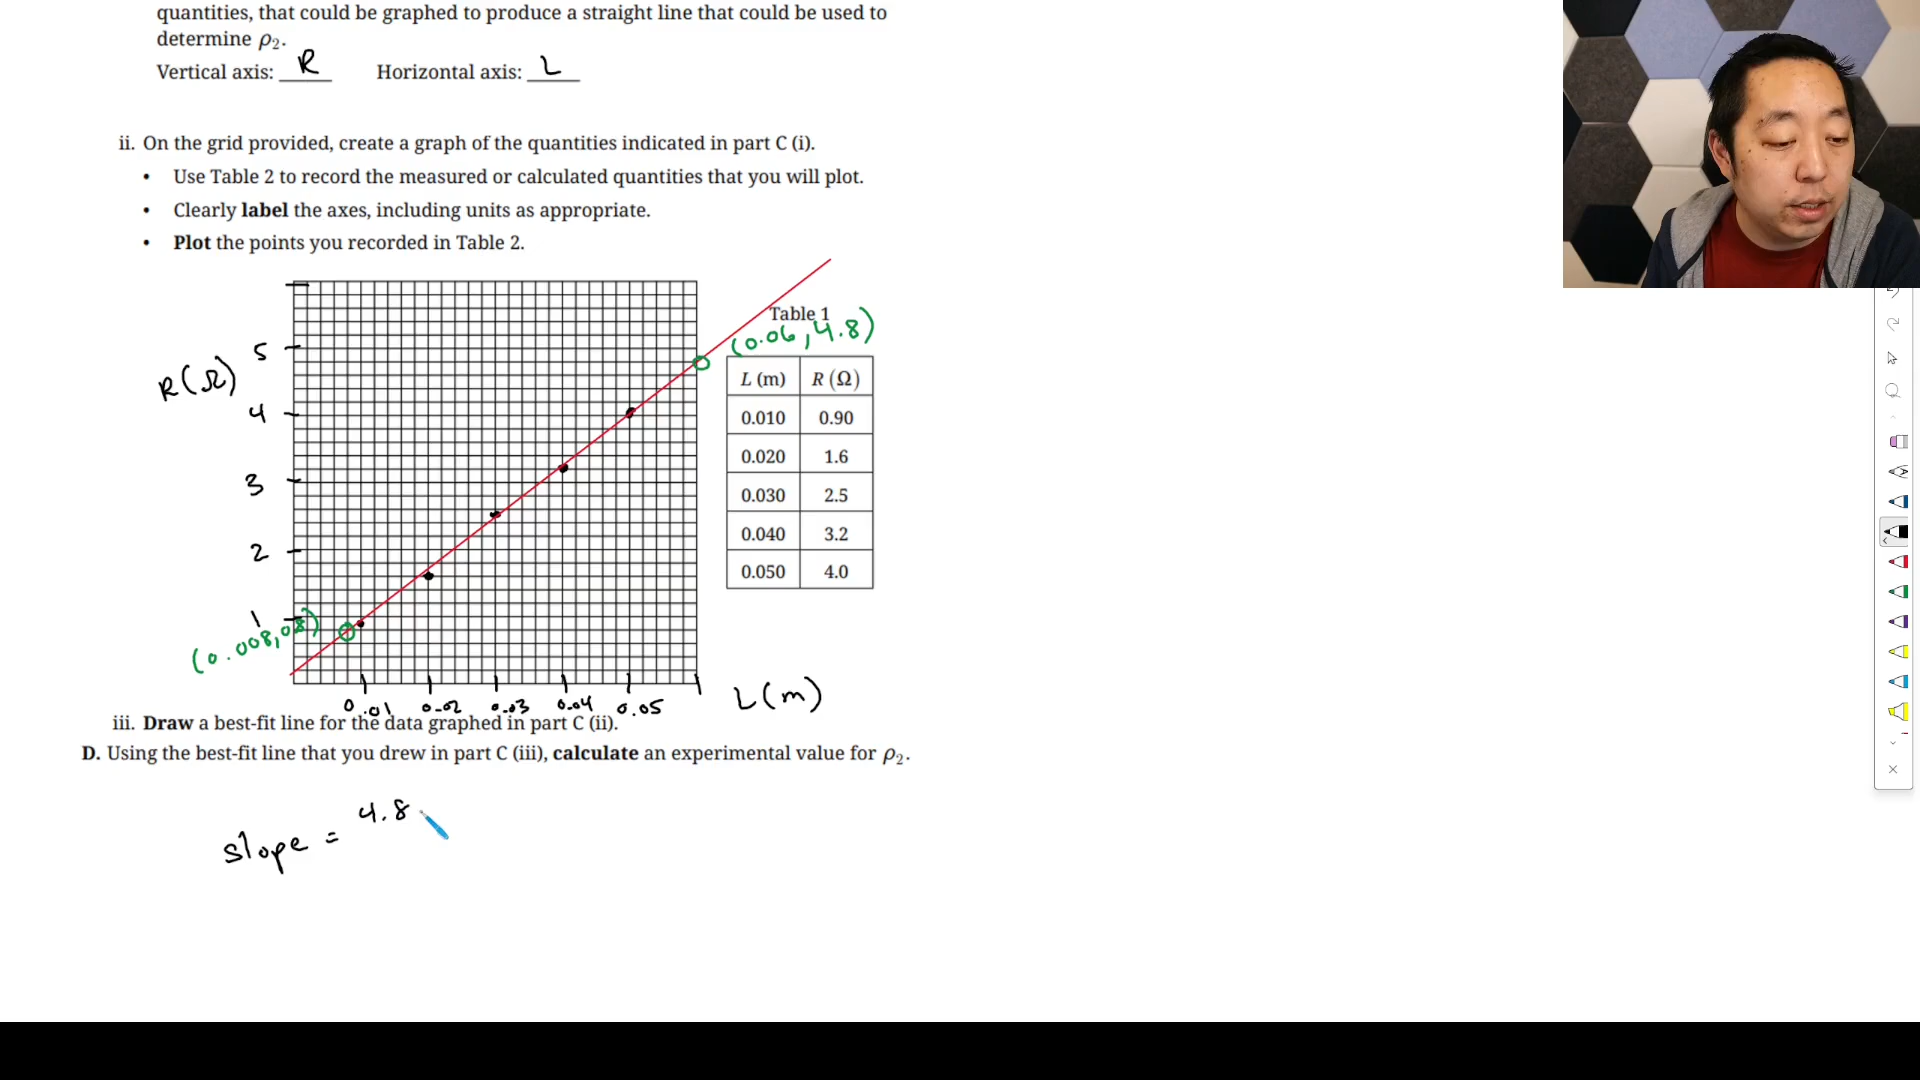 quantities, that could be graphed to produce a straight line that could be used to
determine ρ₂.
Vertical axis: R Horizontal axis: L
ii. On the grid provided, create a graph of the quantities indicated in part C (i).
• Use Table 2 to record the measured or calculated quantities that you will plot.
• Clearly label the axes, including units as appropriate.
• Plot the points you recorded in Table 2.
Table 1
(0.06, 4.8)
L (m) R (Ω)
0.010 0.90
0.020 1.6
0.030 2.5
0.040 3.2
0.050 4.0
R(Ω)
5
4
3
2
1
(0.008, 0.8)
0.01 0.02 0.03 0.04 0.05
L(m)
iii. Draw a best-fit line for the data graphed in part C (ii).
D. Using the best-fit line that you drew in part C (iii), calculate an experimental value for ρ₂.
slope = 4.8